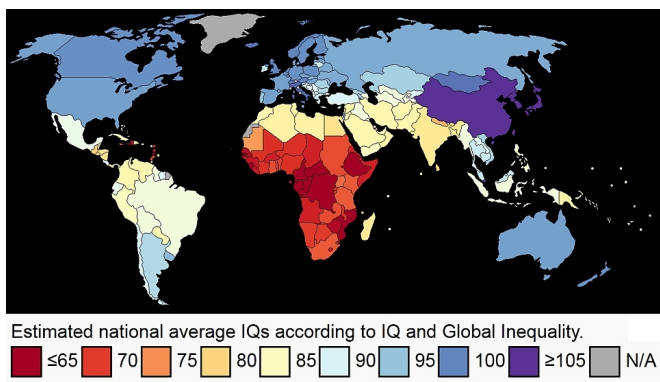 Estimated national average IQs according to IQ and Global Inequality.
≤65 70 75 80 85 90 95 100 ≥105 N/A